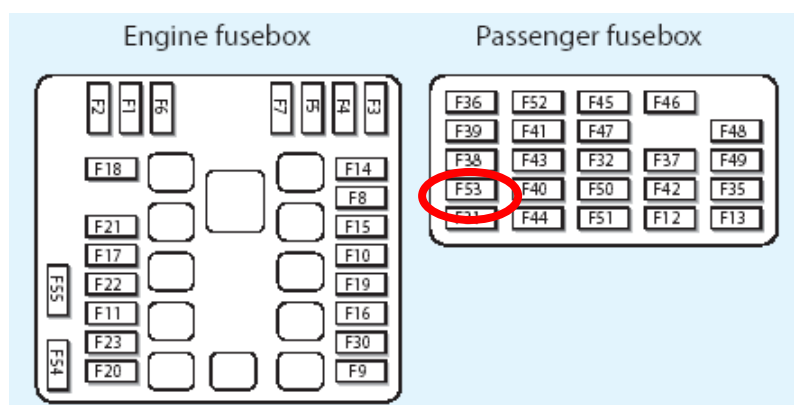 Engine fusebox Passenger fusebox
F2 F1 F6 F7 F5 F4 F3
F18 F14
F8
F21 F15
F17 F10
F55
F22 F19
F11 F16
F23 F30
F54
F20 F9
F36 F52 F45 F46
F39 F41 F47 F48
F38 F43 F32 F37 F49
F53 F40 F50 F42 F35
F31 F44 F51 F12 F13